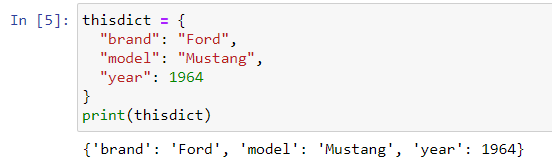 In [5]: thisdict = {
  "brand": "Ford",
  "model": "Mustang",
  "year": 1964
}
print(thisdict)
{'brand': 'Ford', 'model': 'Mustang', 'year': 1964}